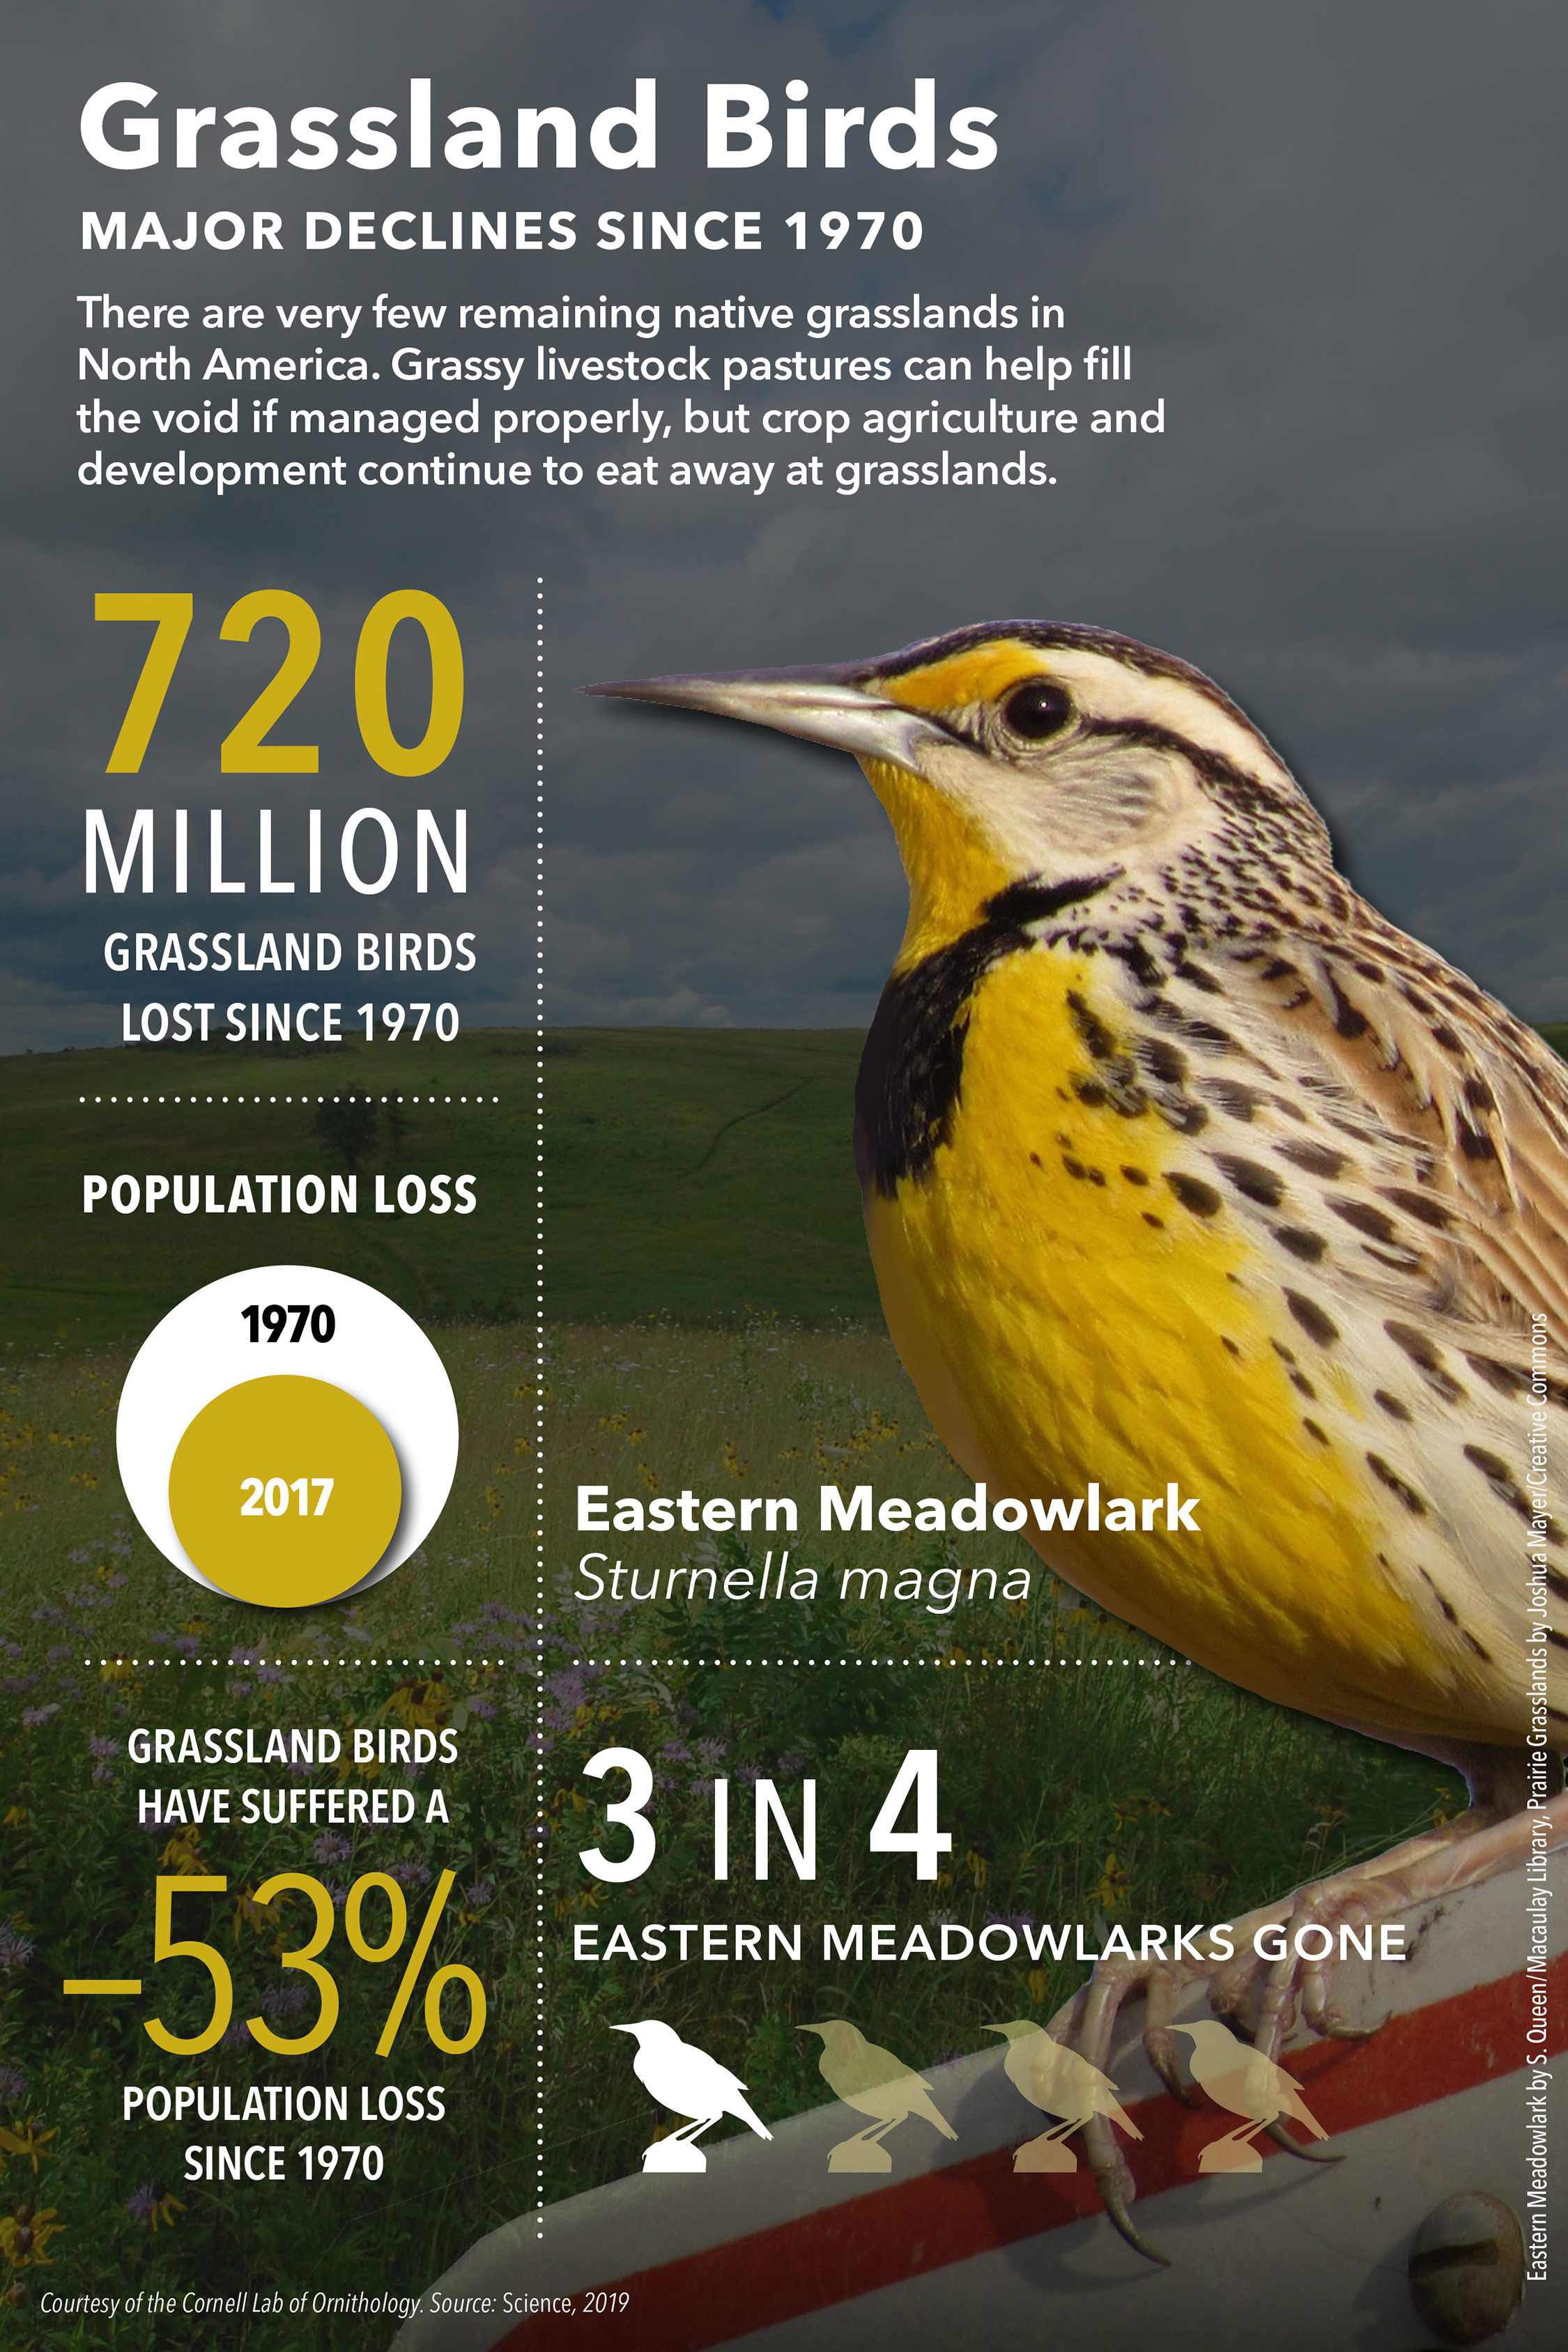 Grassland Birds
MAJOR DECLINES SINCE 1970
There are very few remaining native grasslands in
North America. Grassy livestock pastures can help fill
the void if managed properly, but crop agriculture and
development continue to eat away at grasslands.
720
MILLION
GRASSLAND BIRDS
LOST SINCE 1970
POPULATION LOSS
1970
2017
GRASSLAND BIRDS
HAVE SUFFERED A
–53%
POPULATION LOSS
SINCE 1970
Eastern Meadowlark
Sturnella magna
3 IN 4
EASTERN MEADOWLARKS GONE
Eastern Meadowlark by S. Queen/Macaulay Library, Prairie Grasslands by Joshua Mayer/Creative Commons
Courtesy of the Cornell Lab of Ornithology. Source: Science, 2019